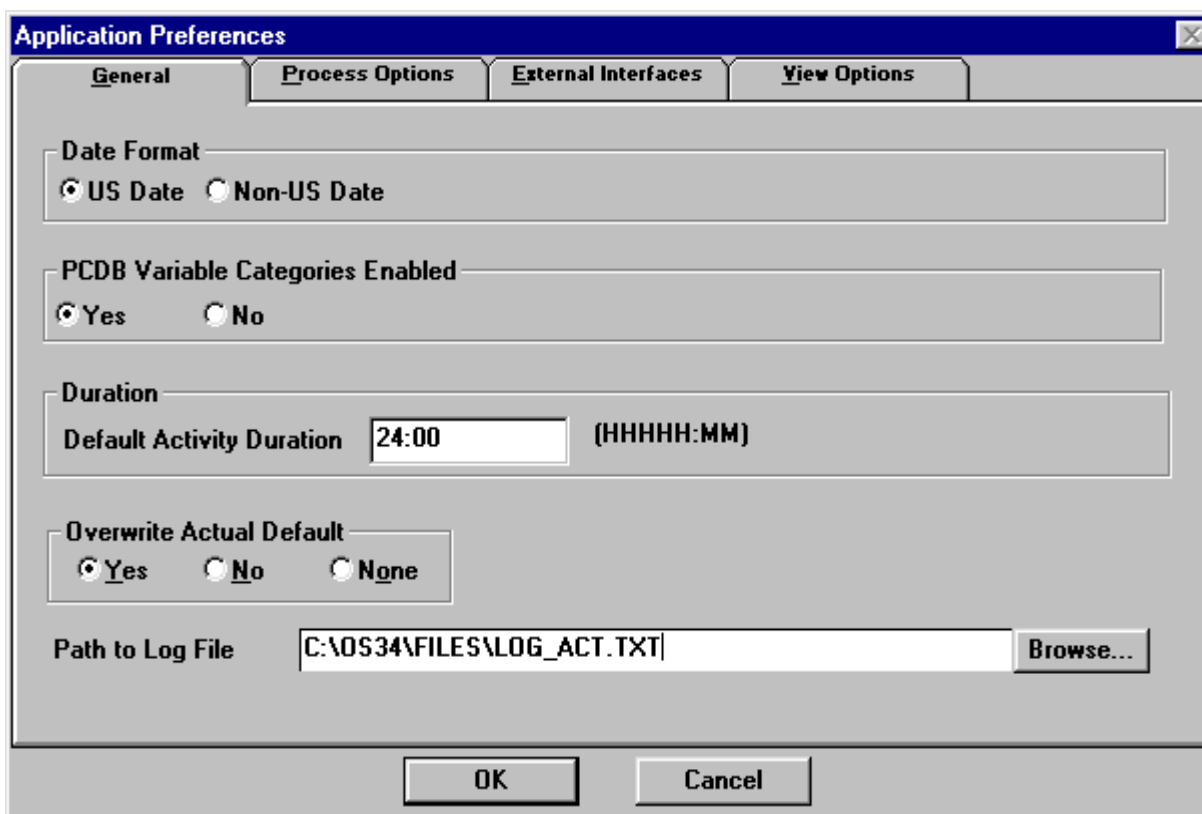 Application Preferences
General Process Options External Interfaces View Options
Date Format
US Date Non-US Date
PCDB Variable Categories Enabled
Yes No
Duration
Default Activity Duration 24:00 (HHHHH:MM)
Overwrite Actual Default
Yes No None
Path to Log File C:\OS34\FILES\LOG_ACT.TXT Browse...
OK Cancel